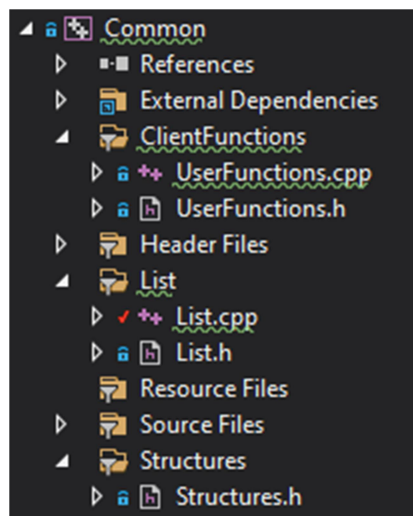 Common
References
External Dependencies
ClientFunctions
UserFunctions.cpp
UserFunctions.h
Header Files
List
List.cpp
List.h
Resource Files
Source Files
Structures
Structures.h